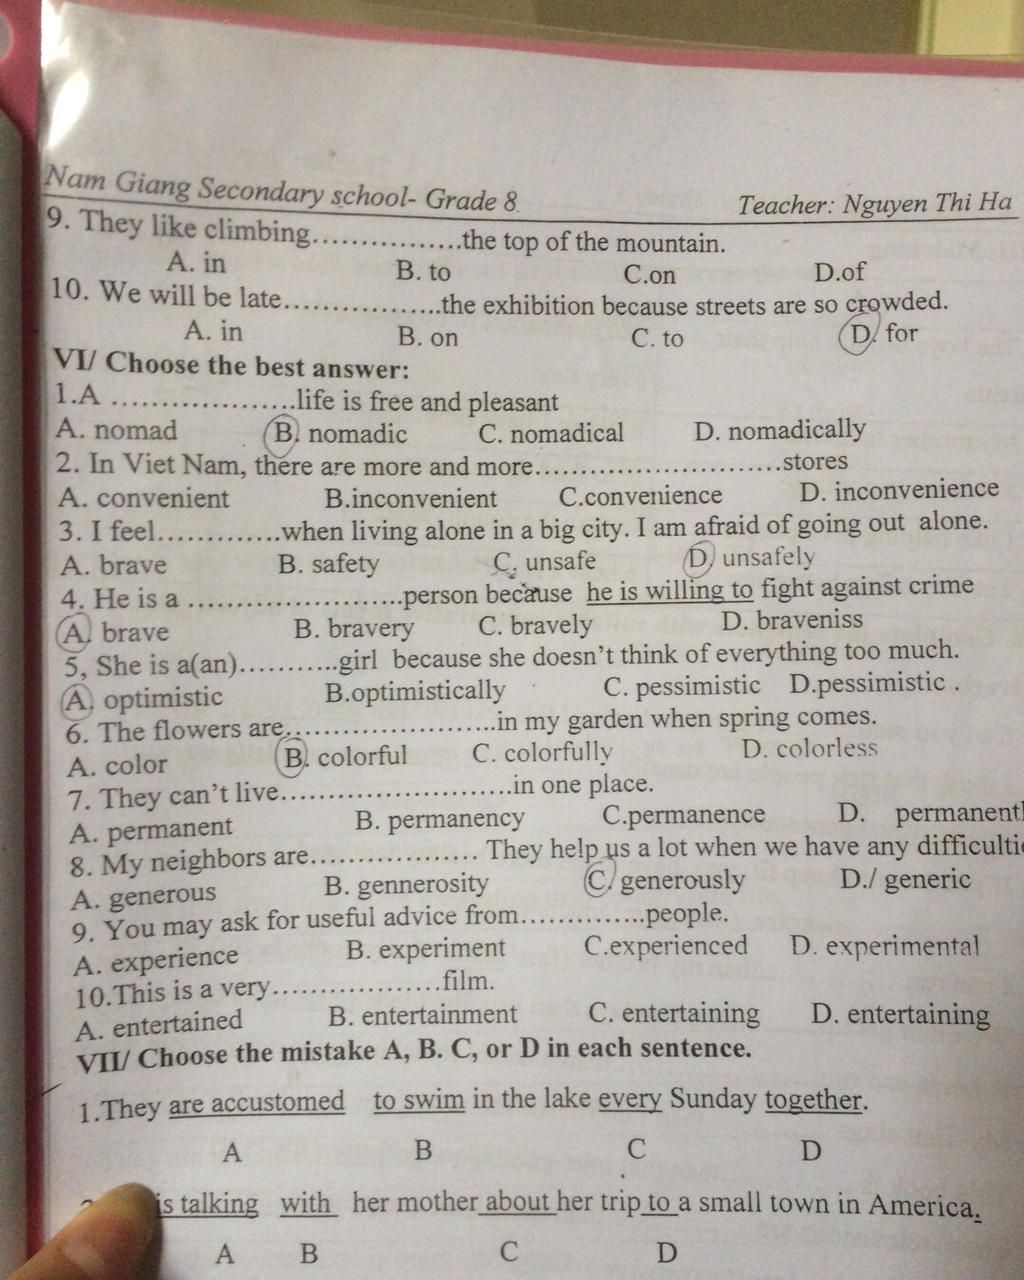 Nam Giang Secondary school- Grade 8 Teacher: Nguyen Thi Ha
9. They like climbing................the top of the mountain.
A. in B. to C.on D.of
10. We will be late.................the exhibition because streets are so crowded.
A. in B. on C. to D. for
VI/ Choose the best answer:
1.A ....................life is free and pleasant
A. nomad B. nomadic C. nomadical D. nomadically
2. In Viet Nam, there are more and more...........................stores
A. convenient B.inconvenient C.convenience D. inconvenience
3. I feel.............when living alone in a big city. I am afraid of going out alone.
A. brave B. safety C. unsafe D. unsafely
4. He is a .......................person because he is willing to fight against crime
A. brave B. bravery C. bravely D. braveniss
5, She is a(an)...........girl because she doesn't think of everything too much.
A. optimistic B.optimistically C. pessimistic D.pessimistic .
6. The flowers are.......................in my garden when spring comes.
A. color B. colorful C. colorfully D. colorless
7. They can't live.........................in one place.
A. permanent B. permanency C.permanence D.
8. My neighbors are.................. They help us a lot when we have any
A. generous B. gennerosity C. generously D./ generic
9. You may ask for useful advice from..............people.
A. experience B. experiment C.experienced D. experimental
10.This is a very..................film.
A. entertained B. entertainment C. entertaining D. entertaining
VII/ Choose the mistake A, B. C, or D in each sentence.
1.They are accustomed to swim in the lake every Sunday together.
A B C D
is talking with her mother about her trip to a small town in America.
A B C D